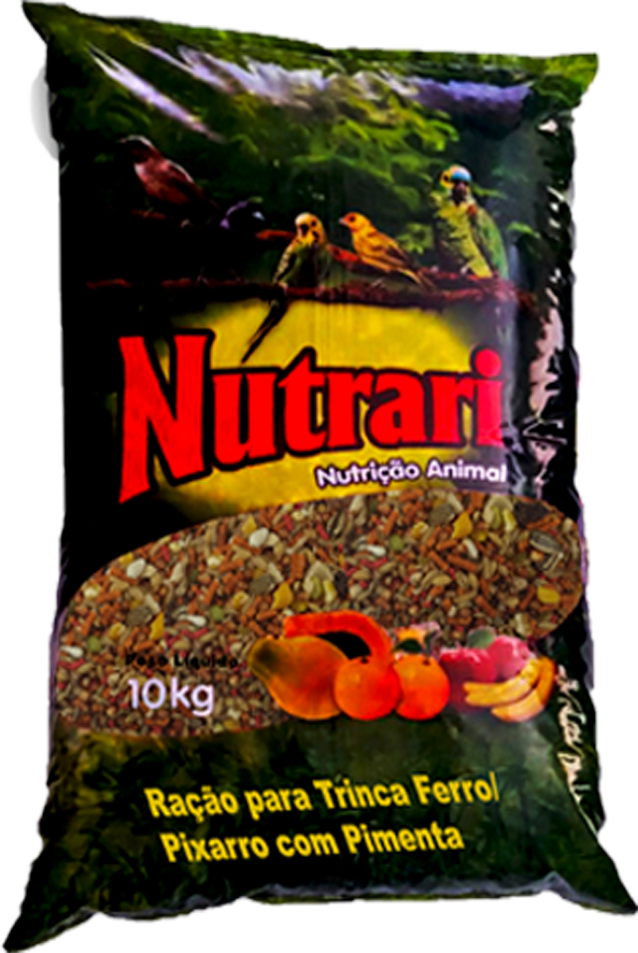 Nutrari
Nutrição Animal
Peso Líquido
10kg
Ração para Trinca Ferro/
Pixarro com Pimenta